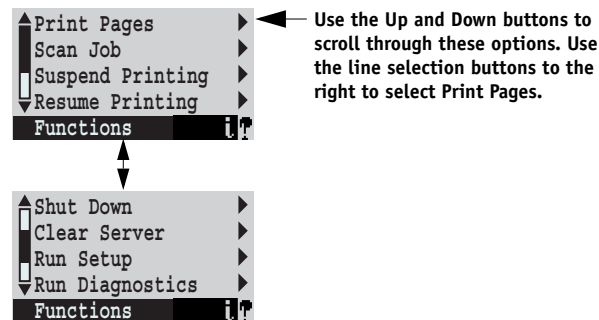 Print Pages
Scan Job
Suspend Printing
Resume Printing
Functions
Use the Up and Down buttons to
scroll through these options. Use
the line selection buttons to the
right to select Print Pages.
Shut Down
Clear Server
Run Setup
Run Diagnostics
Functions